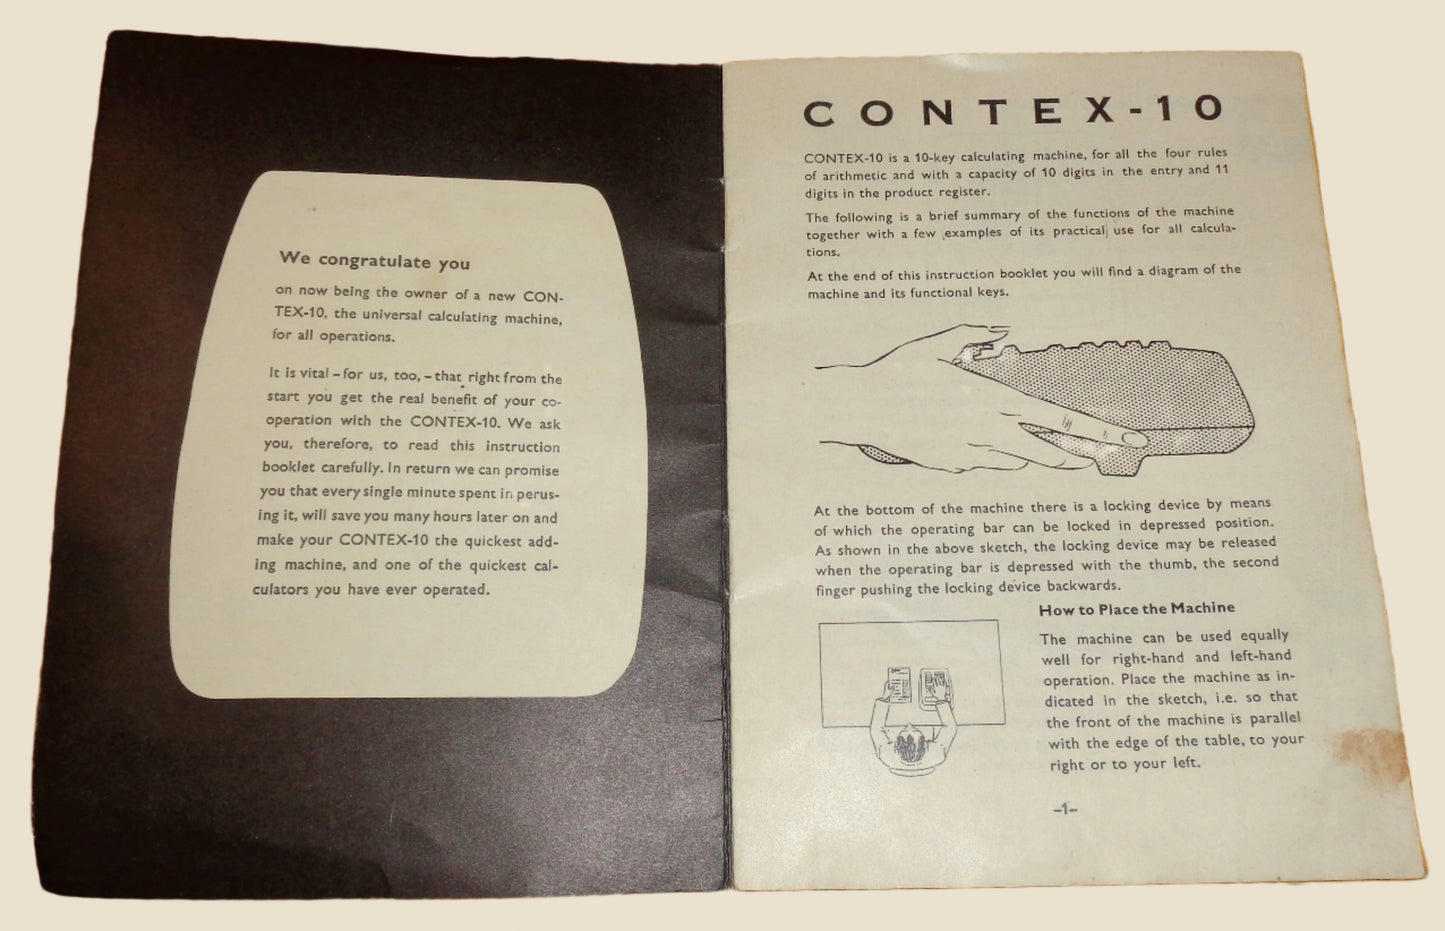 We congratulate you
on now being the owner of a new CON-
TEX-10, the universal calculating machine,
for all operations.
It is vital – for us, too, – that right from the
start you get the real benefit of your co-
operation with the CONTEX-10. We ask
you, therefore, to read this instruction
booklet carefully. In return we can promise
you that every single minute spent in perus-
ing it, will save you many hours later on and
make your CONTEX-10 the quickest add-
ing machine, and one of the quickest cal-
culators you have ever operated.
CONTEX-10
CONTEX-10 is a 10-key calculating machine, for all the four rules
of arithmetic and with a capacity of 10 digits in the entry and 11
digits in the product register.
The following is a brief summary of the functions of the machine
together with a few examples of its practical use for all calcula-
tions.
At the end of this instruction booklet you will find a diagram of the
machine and its functional keys.
At the bottom of the machine there is a locking device by means
of which the operating bar can be locked in depressed position.
As shown in the above sketch, the locking device may be released
when the operating bar is depressed with the thumb, the second
finger pushing the locking device backwards.
How to Place the Machine
The machine can be used equally
well for right-hand and left-hand
operation. Place the machine as in-
dicated in the sketch, i.e. so that
the front of the machine is parallel
with the edge of the table, to your
right or to your left.
–1–